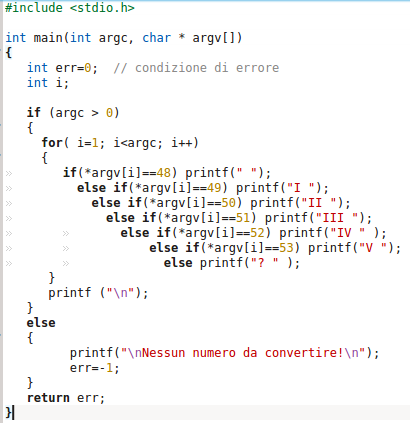 #include <stdio.h>

int main(int argc, char * argv[])
{
   int err=0;  // condizione di errore
   int i;

   if (argc > 0)
   {
     for( i=1; i<argc; i++)
     {
»       if(*argv[i]==48) printf(" ");
»         else if(*argv[i]==49) printf("I ");
»           else if(*argv[i]==50) printf("II ");
»             else if(*argv[i]==51) printf("III ");
»       »       else if(*argv[i]==52) printf("IV " );
»       »           else if(*argv[i]==53) printf("V ");
»       »             else printf("? " );
      }
      printf ("\n");
   }
   else
   {
         printf("\nNessun numero da convertire!\n");
         err=-1;
   }
   return err;
}